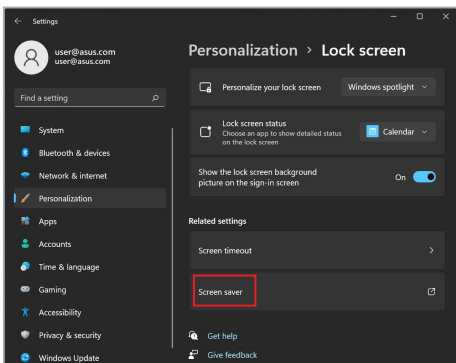 Settings
user@asus.com
user@asus.com
Find a setting
System
Bluetooth & devices
Network & internet
Personalization
Apps
Accounts
Time & language
Gaming
Accessibility
Privacy & security
Windows Update
Personalization > Lock screen
Personalize your lock screen
Windows spotlight
Lock screen status
Choose an app to show detailed status
on the lock screen
Calendar
Show the lock screen background
picture on the sign-in screen
On
Related settings
Screen timeout
Screen saver
Get help
Give feedback